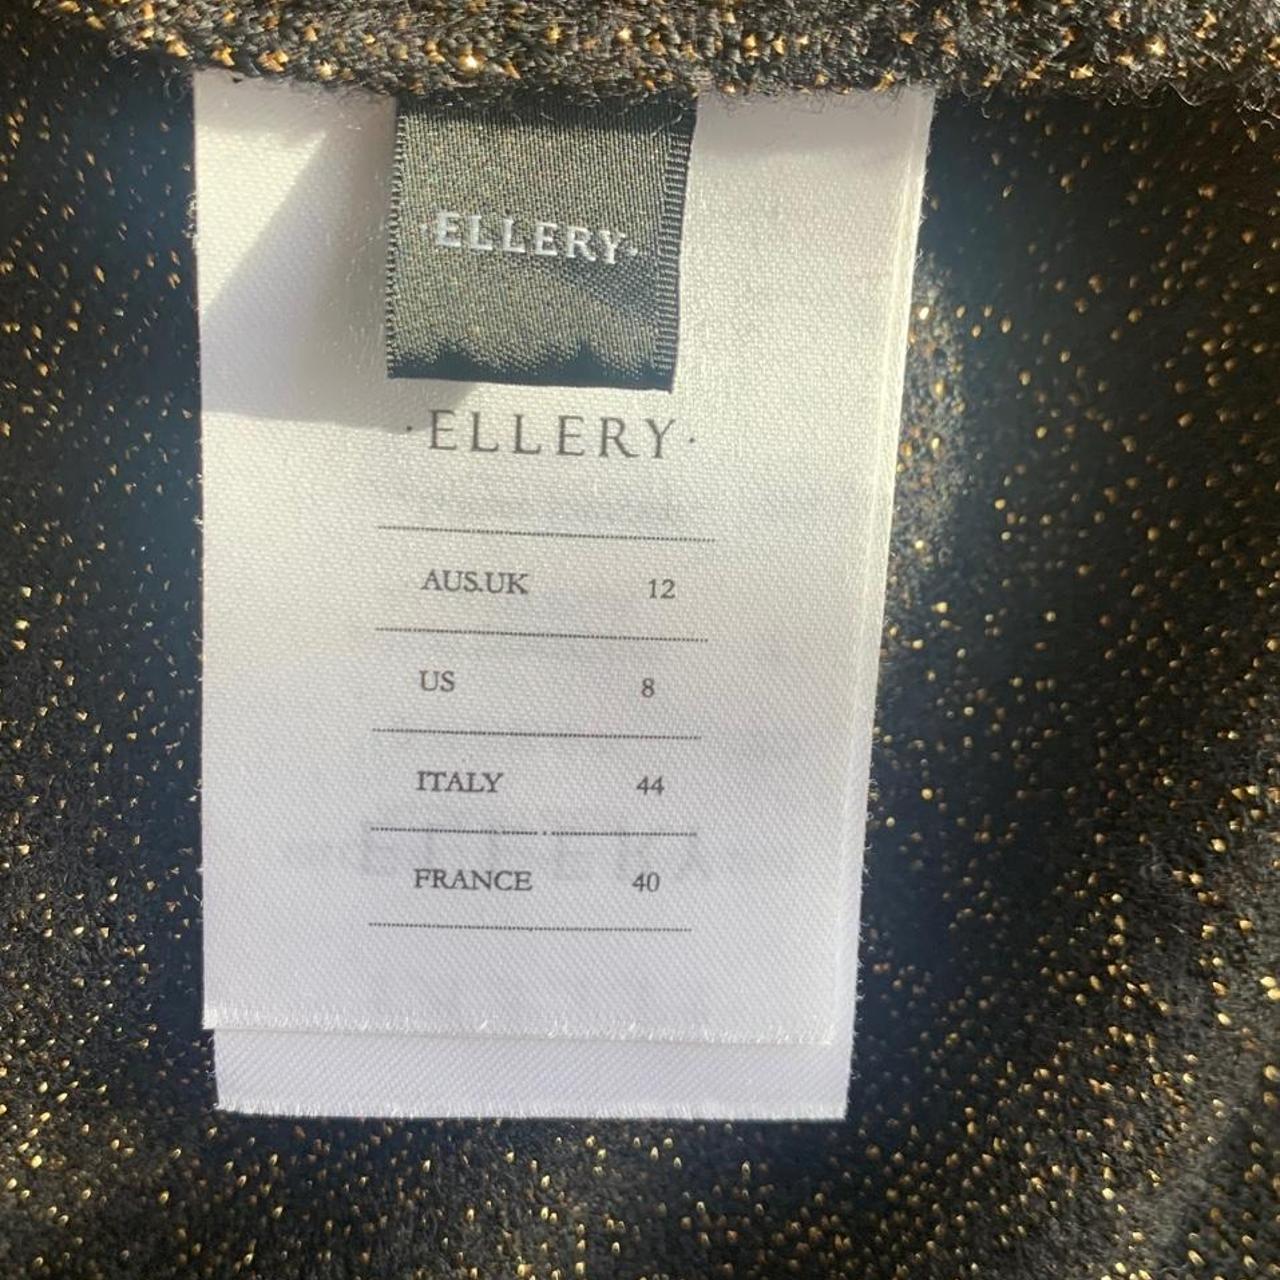 ·ELLERY·
·ELLERY·
AUS.UK 12
US 8
ITALY 44
FRANCE 40